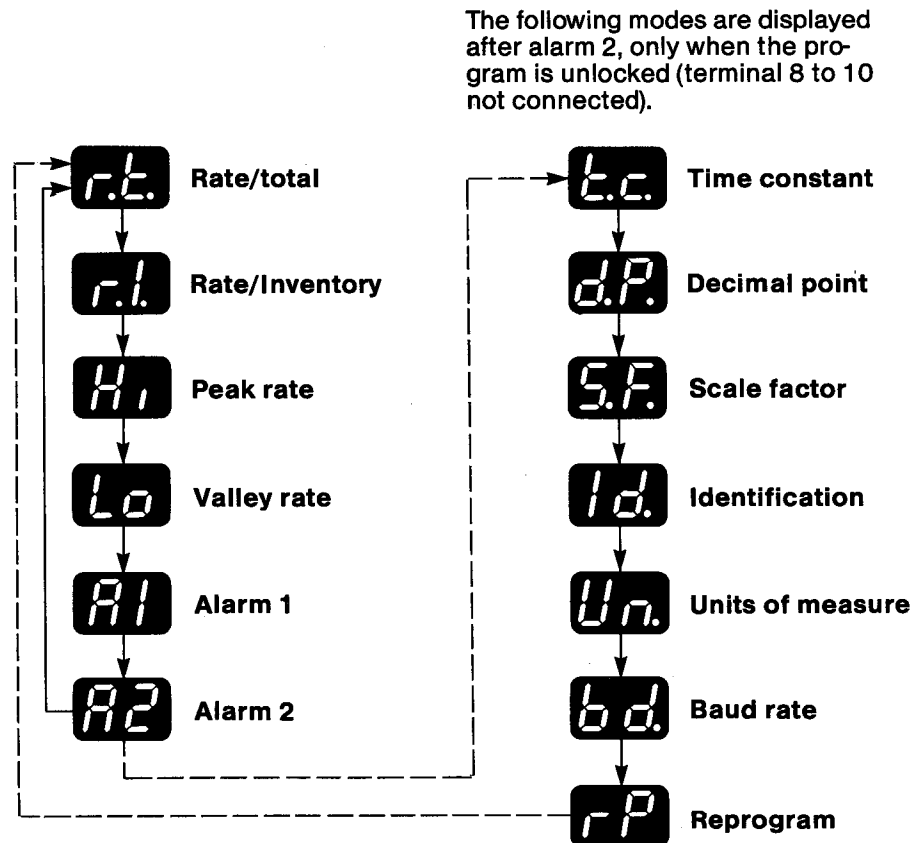 The following modes are displayed
after alarm 2, only when the pro-
gram is unlocked (terminal 8 to 10
not connected).
r.t. Rate/total
r.I. Rate/Inventory
Hi Peak rate
Lo Valley rate
A1 Alarm 1
A2 Alarm 2
t.c. Time constant
d.P. Decimal point
S.F. Scale factor
Id. Identification
Un. Units of measure
bd. Baud rate
rP Reprogram